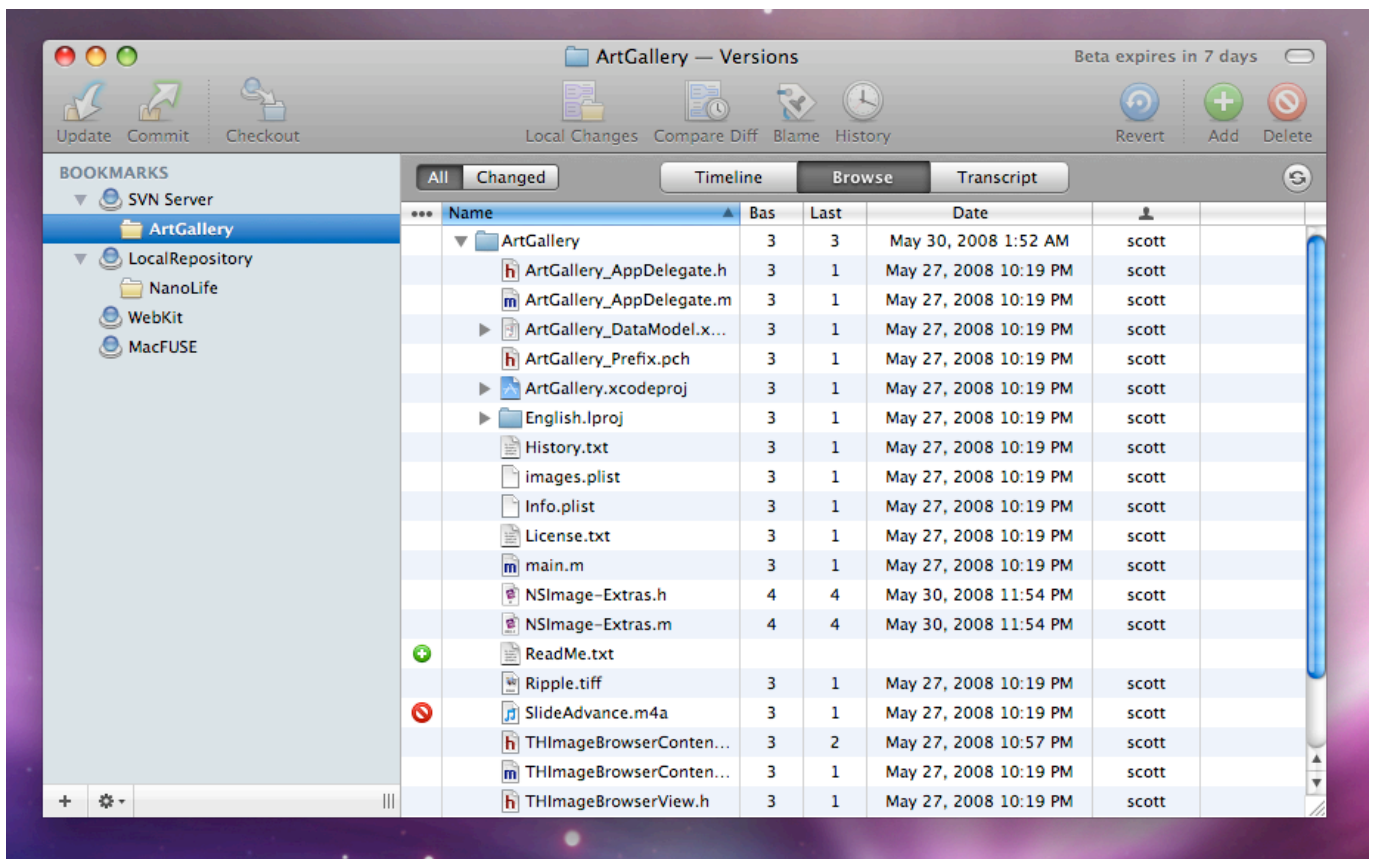 ArtGallery — Versions
Beta expires in 7 days
Update Commit Checkout Local Changes Compare Diff Blame History Revert Add Delete
BOOKMARKS
SVN Server
ArtGallery
LocalRepository
NanoLife
WebKit
MacFUSE
All Changed Timeline Browse Transcript
Name Bas Last Date
ArtGallery 3 3 May 30, 2008 1:52 AM scott
ArtGallery_AppDelegate.h 3 1 May 27, 2008 10:19 PM scott
ArtGallery_AppDelegate.m 3 1 May 27, 2008 10:19 PM scott
ArtGallery_DataModel.x... 3 1 May 27, 2008 10:19 PM scott
ArtGallery_Prefix.pch 3 1 May 27, 2008 10:19 PM scott
ArtGallery.xcodeproj 3 1 May 27, 2008 10:19 PM scott
English.lproj 3 1 May 27, 2008 10:19 PM scott
History.txt 3 1 May 27, 2008 10:19 PM scott
images.plist 3 1 May 27, 2008 10:19 PM scott
Info.plist 3 1 May 27, 2008 10:19 PM scott
License.txt 3 1 May 27, 2008 10:19 PM scott
main.m 3 1 May 27, 2008 10:19 PM scott
NSImage-Extras.h 4 4 May 30, 2008 11:54 PM scott
NSImage-Extras.m 4 4 May 30, 2008 11:54 PM scott
ReadMe.txt
Ripple.tiff 3 1 May 27, 2008 10:19 PM scott
SlideAdvance.m4a 3 1 May 27, 2008 10:19 PM scott
THImageBrowserConten... 3 2 May 27, 2008 10:57 PM scott
THImageBrowserConten... 3 1 May 27, 2008 10:19 PM scott
THImageBrowserView.h 3 1 May 27, 2008 10:19 PM scott